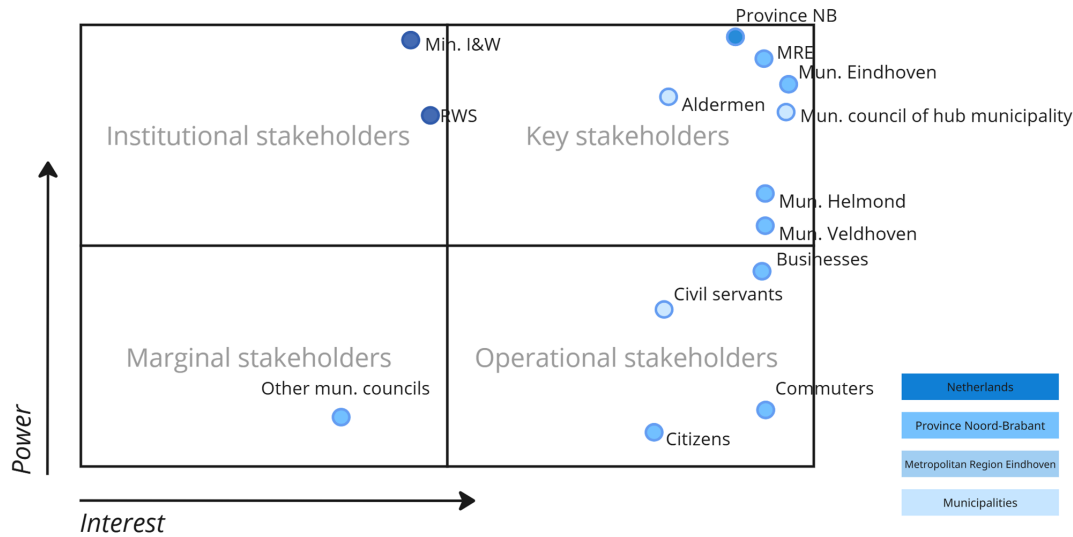 Province NB
Min. I&W
MRE
Mun. Eindhoven
Aldermen
RWS
Mun. council of hub municipality
Institutional stakeholders
Key stakeholders
Mun. Helmond
Mun. Veldhoven
Businesses
Civil servants
Marginal stakeholders
Operational stakeholders
Other mun. councils
Commuters
Citizens
Power
Interest
Netherlands
Province Noord-Brabant
Metropolitan Region Eindhoven
Municipalities